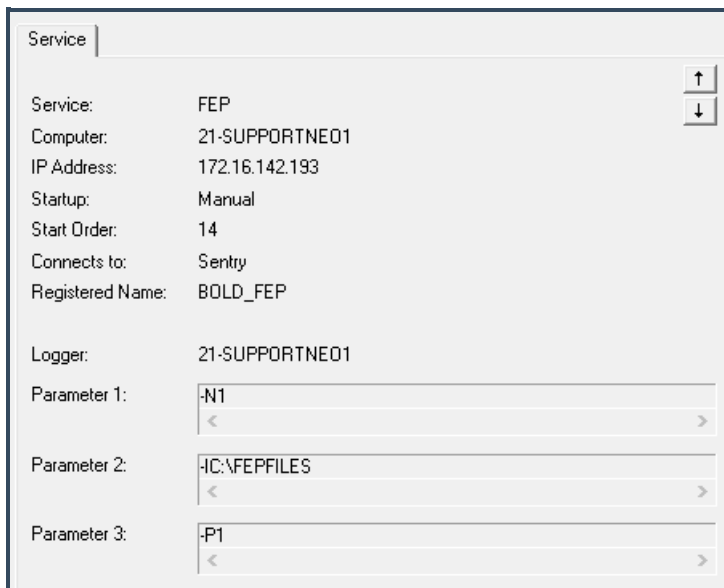 Service
Service: FEP
Computer: 21-SUPPORTNEO1
IP Address: 172.16.142.193
Startup: Manual
Start Order: 14
Connects to: Sentry
Registered Name: BOLD_FEP
Logger: 21-SUPPORTNEO1
Parameter 1: -N1
Parameter 2: -IC:\FEPFILES
Parameter 3: -P1